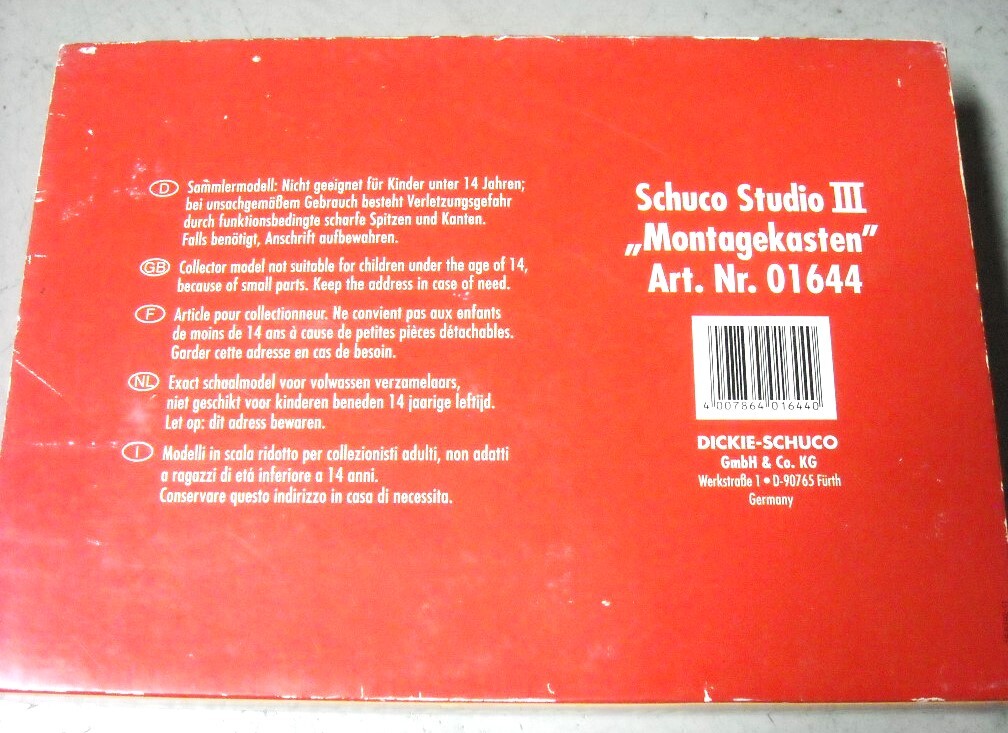 D Sammlermodell: Nicht geeignet für Kinder unter 14 Jahren;
bei unsachgemäßem Gebrauch besteht Verletzungsgefahr
durch funktionsbedingte scharfe Spitzen und Kanten.
Falls benötigt, Anschrift aufbewahren.
GB Collector model not suitable for children under the age of 14,
because of small parts. Keep the address in case of need.
F Article pour collectionneur. Ne convient pas aux enfants
de moins de 14 ans à cause de petites pièces détachables.
Garder cette adresse en cas de besoin.
NL Exact schaalmodel voor volwassen verzamelaars,
niet geschikt voor kinderen beneden 14 jaarige leftijd.
Let op: dit adress bewaren.
I Modelli in scala ridotto per collezionisti adulti, non adatti
a ragazzi di etá inferiore a 14 anni.
Conservare questo indirizzo in casa di necessita.
Schuco Studio III
„Montagekasten”
Art. Nr. 01644
4 007864 016440
DICKIE-SCHUCO
GmbH & Co. KG
Werkstraße 1 • D-90765 Fürth
Germany